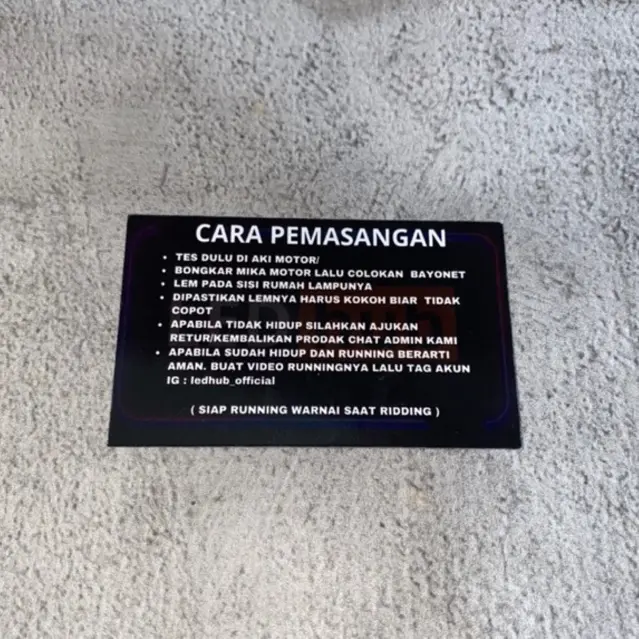 CARA PEMASANGAN
• TES DULU DI AKI MOTOR/
• BONGKAR MIKA MOTOR LALU COLOKAN BAYONET
• LEM PADA SISI RUMAH LAMPUNYA
• DIPASTIKAN LEMNYA HARUS KOKOH BIAR TIDAK
COPOT
• APABILA TIDAK HIDUP SILAHKAN AJUKAN
RETUR/KEMBALIKAN PRODAK CHAT ADMIN KAMI
• APABILA SUDAH HIDUP DAN RUNNING BERARTI
AMAN. BUAT VIDEO RUNNINGNYA LALU TAG AKUN
IG : ledhub_official
( SIAP RUNNING WARNAI SAAT RIDDING )